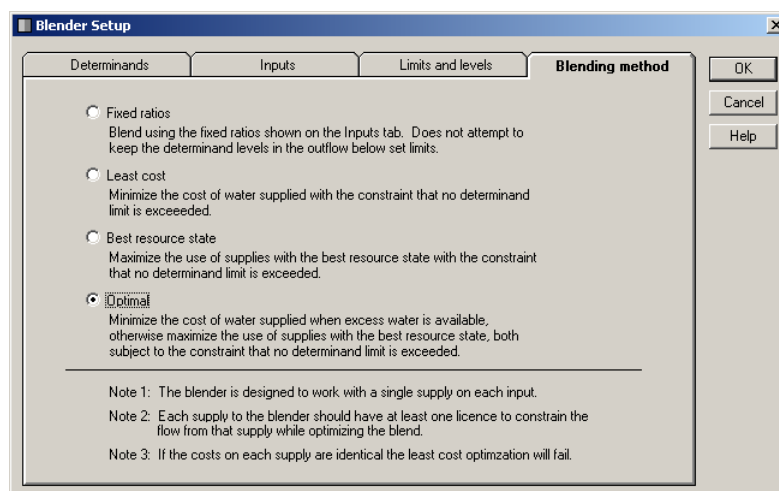 Blender Setup
Determinands
Inputs
Limits and levels
Blending method
OK
Cancel
Help
Fixed ratios
Blend using the fixed ratios shown on the Inputs tab. Does not attempt to
keep the determinand levels in the outflow below set limits.
Least cost
Minimize the cost of water supplied with the constraint that no determinand
limit is exceeeded.
Best resource state
Maximize the use of supplies with the best resource state with the constraint
that no determinand limit is exceeded.
Optimal
Minimize the cost of water supplied when excess water is available,
otherwise maximize the use of supplies with the best resource state, both
subject to the constraint that no determinand limit is exceeded.
Note 1: The blender is designed to work with a single supply on each input.
Note 2: Each supply to the blender should have at least one licence to constrain the
flow from that supply while optimizing the blend.
Note 3: If the costs on each supply are identical the least cost optimzation will fail.